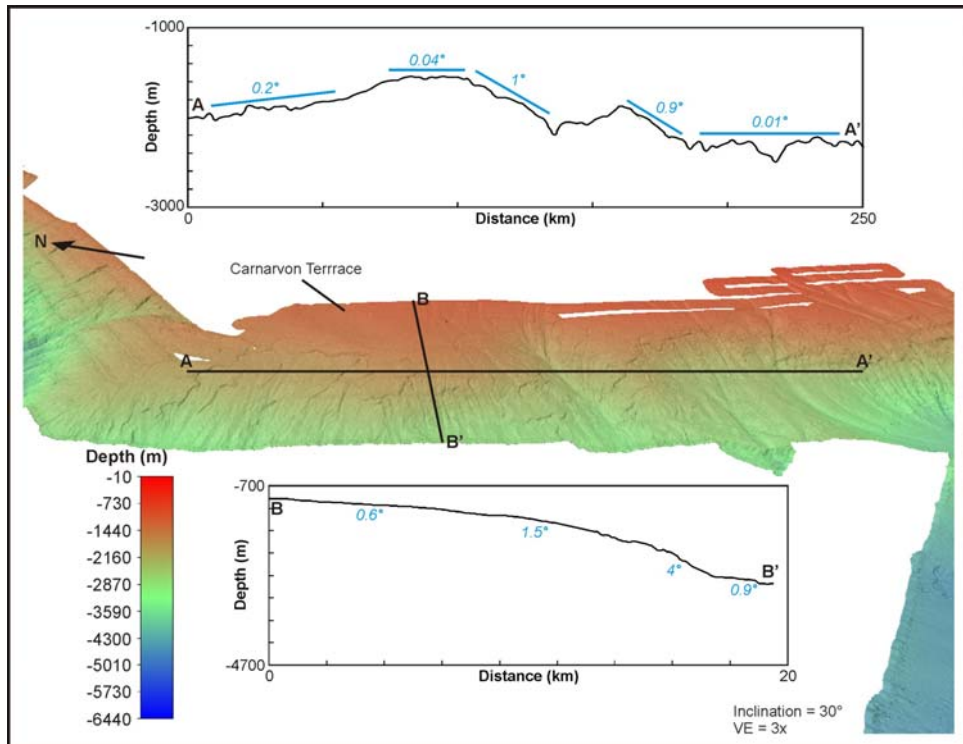 -1000
Depth (m)
-3000
A
0.2°
0.04°
1°
0.9°
0.01°
A'
0
Distance (km)
250
N
Carnarvon Terrrace
B
A
A'
B'
Depth (m)
-10
-730
-1440
-2160
-2870
-3590
-4300
-5010
-5730
-6440
-700
Depth (m)
-4700
B
0.6°
1.5°
4°
0.9°
B'
0
Distance (km)
20
Inclination = 30°
VE = 3x